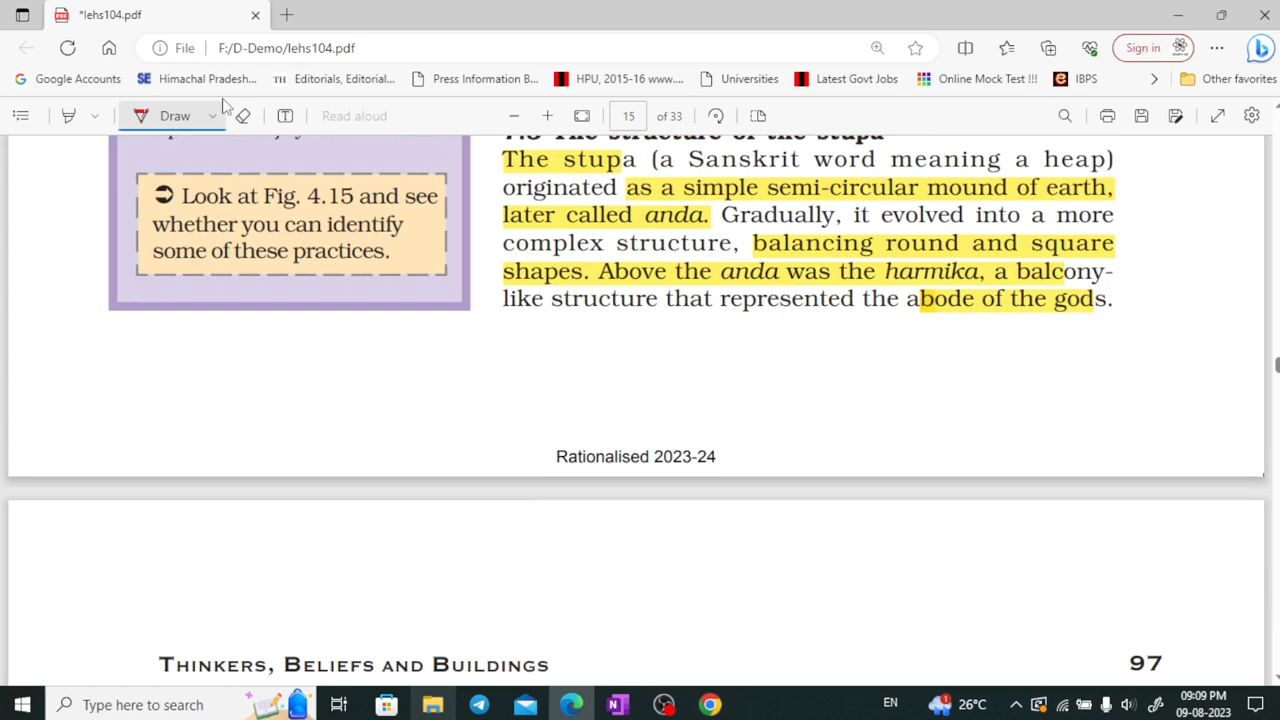 *lehs104.pdf
File F:/D-Demo/lehs104.pdf Sign in
Google Accounts SE Himachal Pradesh... TH Editorials, Editorial... Press Information B... HPU, 2015-16 www.... Universities Latest Govt Jobs Online Mock Test !!! IBPS Other favorites
Draw Read aloud 15 of 33
The stupa (a Sanskrit word meaning a heap)
originated as a simple semi-circular mound of earth,
later called anda. Gradually, it evolved into a more
complex structure, balancing round and square
shapes. Above the anda was the harmika, a balcony-
like structure that represented the abode of the gods.
➲ Look at Fig. 4.15 and see
whether you can identify
some of these practices.
Rationalised 2023-24
THINKERS, BELIEFS AND BUILDINGS 97
Type here to search EN 26°C 09:09 PM
09-08-2023